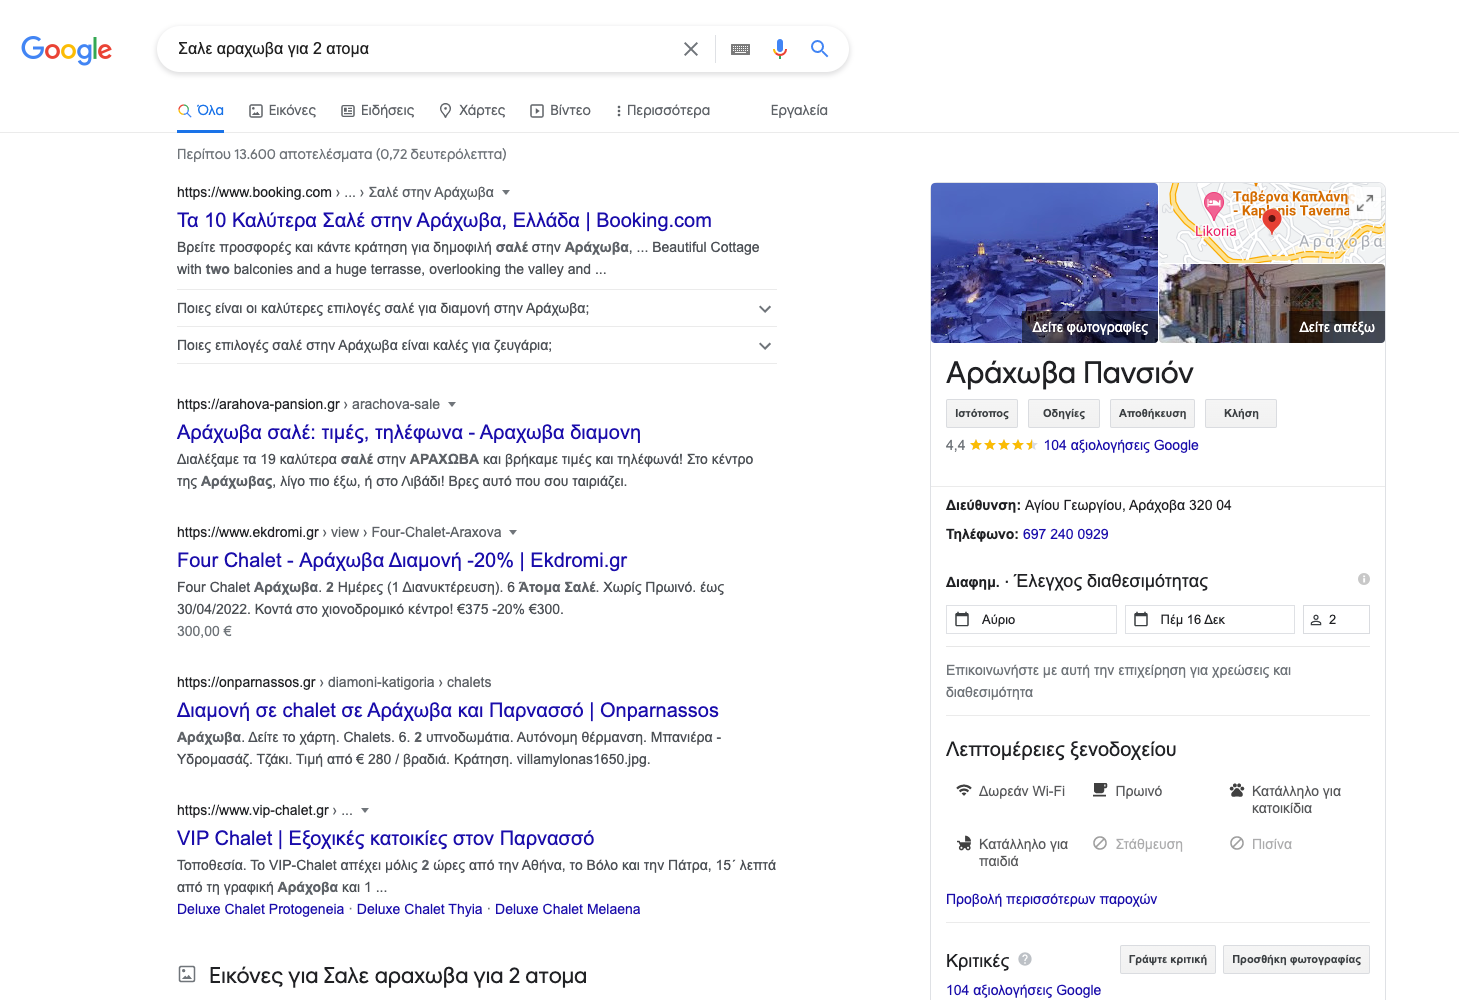 Google
Σαλε αραχωβα για 2 ατομα
Όλα
Εικόνες
Ειδήσεις
Χάρτες
Βίντεο
Περισσότερα
Εργαλεία
Περίπου 13.600 αποτελέσματα (0,72 δευτερόλεπτα)
https://www.booking.com › ... › Σαλέ στην Αράχωβα
Τα 10 Καλύτερα Σαλέ στην Αράχωβα, Ελλάδα | Booking.com
Βρείτε προσφορές και κάντε κράτηση για δημοφιλή σαλέ στην Αράχωβα, ... Beautiful Cottage
with two balconies and a huge terrasse, overlooking the valley and ...
Ποιες είναι οι καλύτερες επιλογές σαλέ για διαμονή στην Αράχωβα;
Ποιες επιλογές σαλέ στην Αράχωβα είναι καλές για ζευγάρια;
https://arahova-pansion.gr › arachova-sale
Αράχωβα σαλέ: τιμές, τηλέφωνα - Αραχωβα διαμονη
Διαλέξαμε τα 19 καλύτερα σαλέ στην ΑΡΑΧΩΒΑ και βρήκαμε τιμές και τηλέφωνά! Στο κέντρο
της Αράχωβας, λίγο πιο έξω, ή στο Λιβάδι! Βρες αυτό που σου ταιριάζει.
https://www.ekdromi.gr › view › Four-Chalet-Araxova
Four Chalet - Αράχωβα Διαμονή -20% | Ekdromi.gr
Four Chalet Αράχωβα. 2 Ημέρες (1 Διανυκτέρευση). 6 Άτομα Σαλέ. Χωρίς Πρωινό. έως
30/04/2022. Κοντά στο χιονοδρομικό κέντρο! €375 -20% €300.
300,00 €
https://onparnassos.gr › diamoni-katigoria › chalets
Διαμονή σε chalet σε Αράχωβα και Παρνασσό | Onparnassos
Αράχωβα. Δείτε το χάρτη. Chalets. 6. 2 υπνοδωμάτια. Αυτόνομη θέρμανση. Μπανιέρα -
Υδρομασάζ. Τζάκι. Τιμή από € 280 / βραδιά. Κράτηση. villamylonas1650.jpg.
https://www.vip-chalet.gr › ...
VIP Chalet | Εξοχικές κατοικίες στον Παρνασσό
Τοποθεσία. Το VIP-Chalet απέχει μόλις 2 ώρες από την Αθήνα, το Βόλο και την Πάτρα, 15΄ λεπτά
από τη γραφική Αράχοβα και 1 ...
Deluxe Chalet Protogeneia · Deluxe Chalet Thyia · Deluxe Chalet Melaena
Εικόνες για Σαλε αραχωβα για 2 ατομα
Ταβέρνα Καπλάνη
- Kaplanis Taverna
Likoria
Αράχοβα
Δείτε φωτογραφίες
Δείτε απέξω
Αράχωβα Πανσιόν
Ιστότοπος
Οδηγίες
Αποθήκευση
Κλήση
4,4 104 αξιολογήσεις Google
Διεύθυνση: Αγίου Γεωργίου, Αράχοβα 320 04
Τηλέφωνο: 697 240 0929
Διαφημ. · Έλεγχος διαθεσιμότητας
Αύριο
Πέμ 16 Δεκ
2
Επικοινωνήστε με αυτή την επιχείρηση για χρεώσεις και
διαθεσιμότητα
Λεπτομέρειες ξενοδοχείου
Δωρεάν Wi-Fi
Πρωινό
Κατάλληλο για
κατοικίδια
Κατάλληλο για
παιδιά
Στάθμευση
Πισίνα
Προβολή περισσότερων παροχών
Κριτικές
Γράψτε κριτική
Προσθήκη φωτογραφίας
104 αξιολογήσεις Google